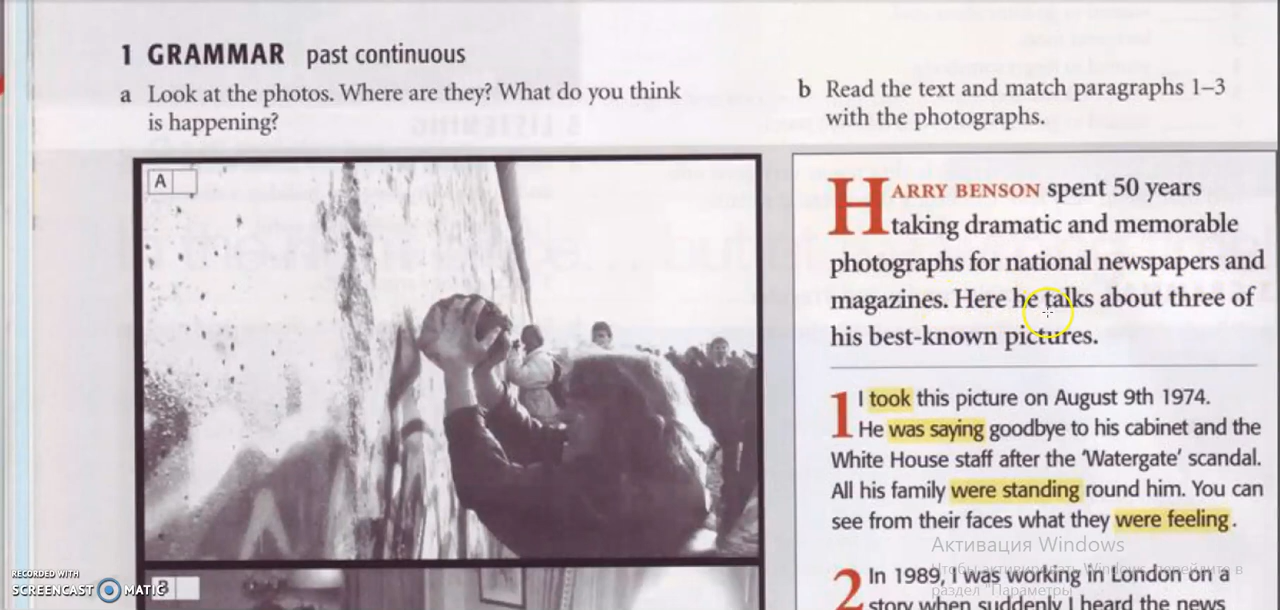 1 GRAMMAR past continuous
a Look at the photos. Where are they? What do you think
is happening?
A
B
RECORDED WITH
SCREENCAST MATIC
b Read the text and match paragraphs 1–3
with the photographs.
HARRY BENSON spent 50 years
taking dramatic and memorable
photographs for national newspapers and
magazines. Here he talks about three of
his best-known pictures.
1 I took this picture on August 9th 1974.
He was saying goodbye to his cabinet and the
White House staff after the ‘Watergate’ scandal.
All his family were standing round him. You can
see from their faces what they were feeling.
Активация Windows
Чтобы активировать Windows, перейдите в
раздел "Параметры"
2 In 1989, I was working in London on a
story when suddenly I heard the news